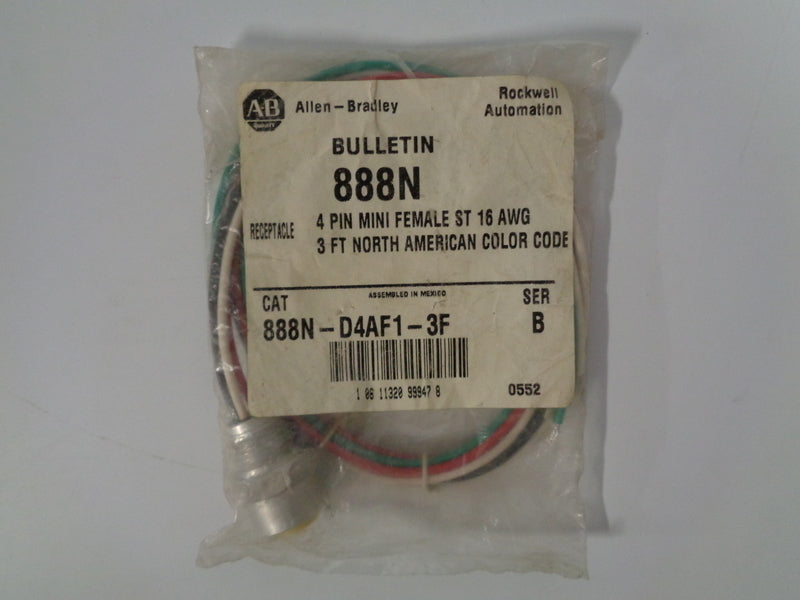 AB
QUALITY
Allen-Bradley
Rockwell
Automation
BULLETIN
888N
RECEPTACLE
4 PIN MINI FEMALE ST 16 AWG
3 FT NORTH AMERICAN COLOR CODE
ASSEMBLED IN MEXICO
CAT
SER
888N-D4AF1-3F
B
1 08 11320 99947 8
0552